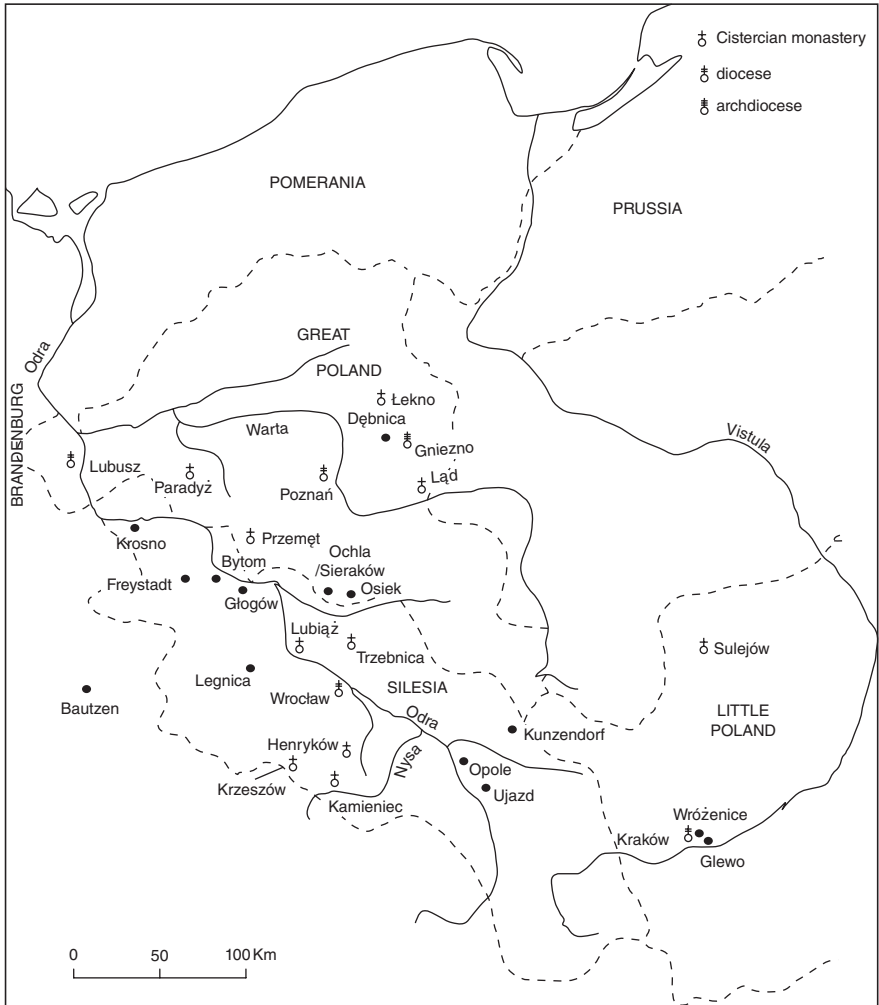 Cistercian monastery
diocese
archdiocese
POMERANIA
PRUSSIA
GREAT
POLAND
Odra
BRANDENBURG
Łekno
Dębnica
Warta
Gniezno
Vistula
Lubusz
Paradyż
Poznań
Ląd
Krosno
Przemęt
Ochla
/Sieraków
Bytom
Freystadt
Osiek
Głogów
Lubiąż
Trzebnica
Sulejów
Legnica
SILESIA
Wrocław
Bautzen
LITTLE
POLAND
Odra
Kunzendorf
Henryków
Nysa
Opole
Krzeszów
Ujazd
Kamieniec
Wróżenice
Kraków
Glewo
0 50 100 Km